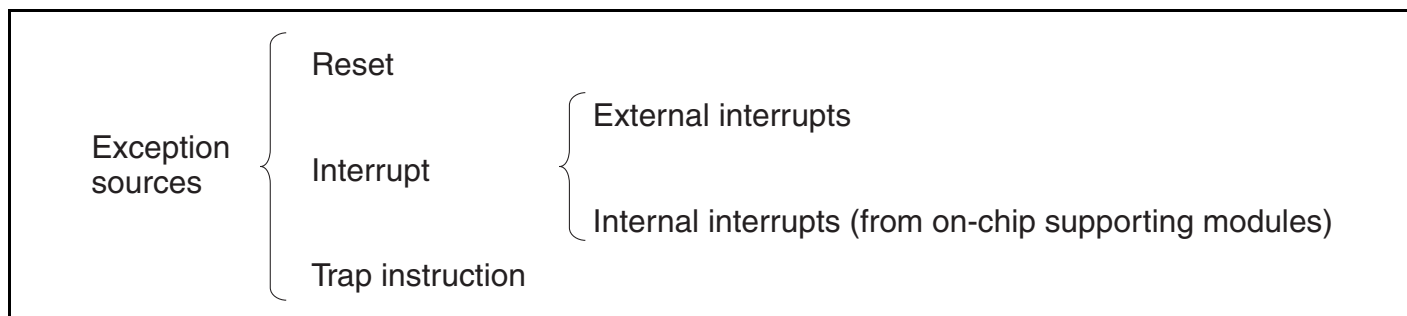 Exception
sources
Reset
Interrupt
External interrupts
Internal interrupts (from on-chip supporting modules)
Trap instruction